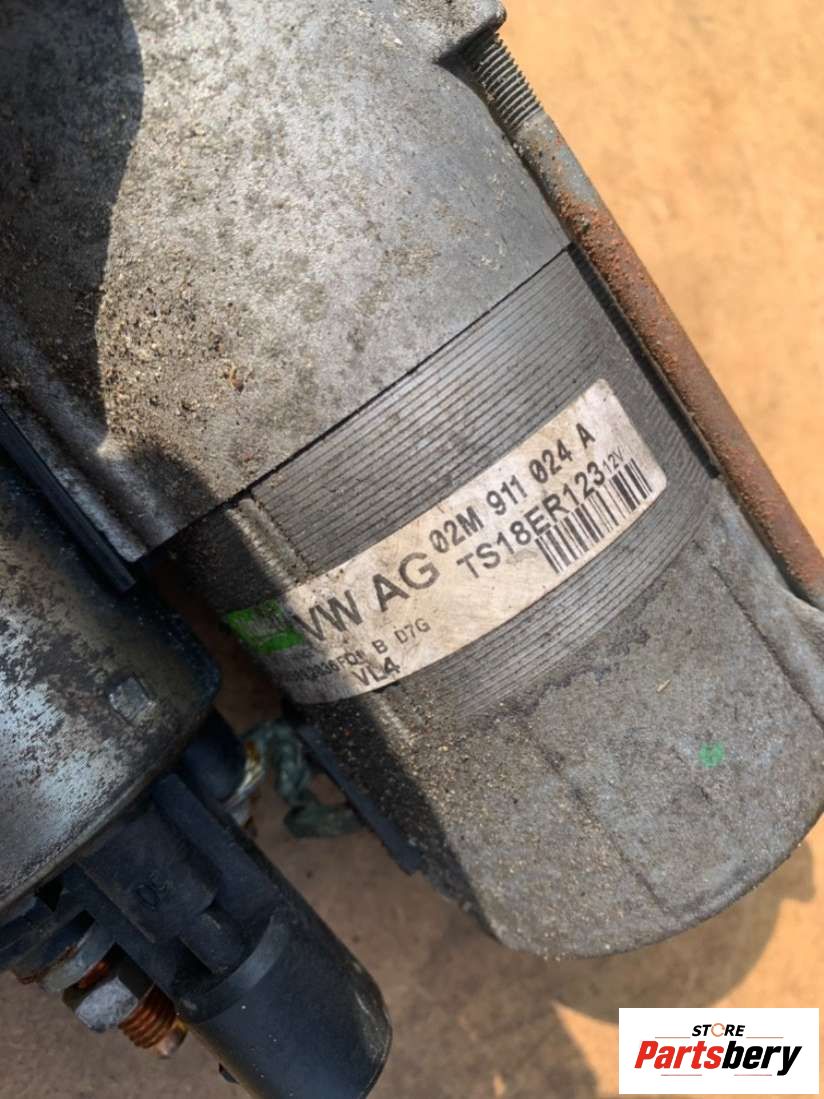 VW AG
02M 911 024 A
TS18ER123 12V
B D7G
VL4
STORE
Partsbery